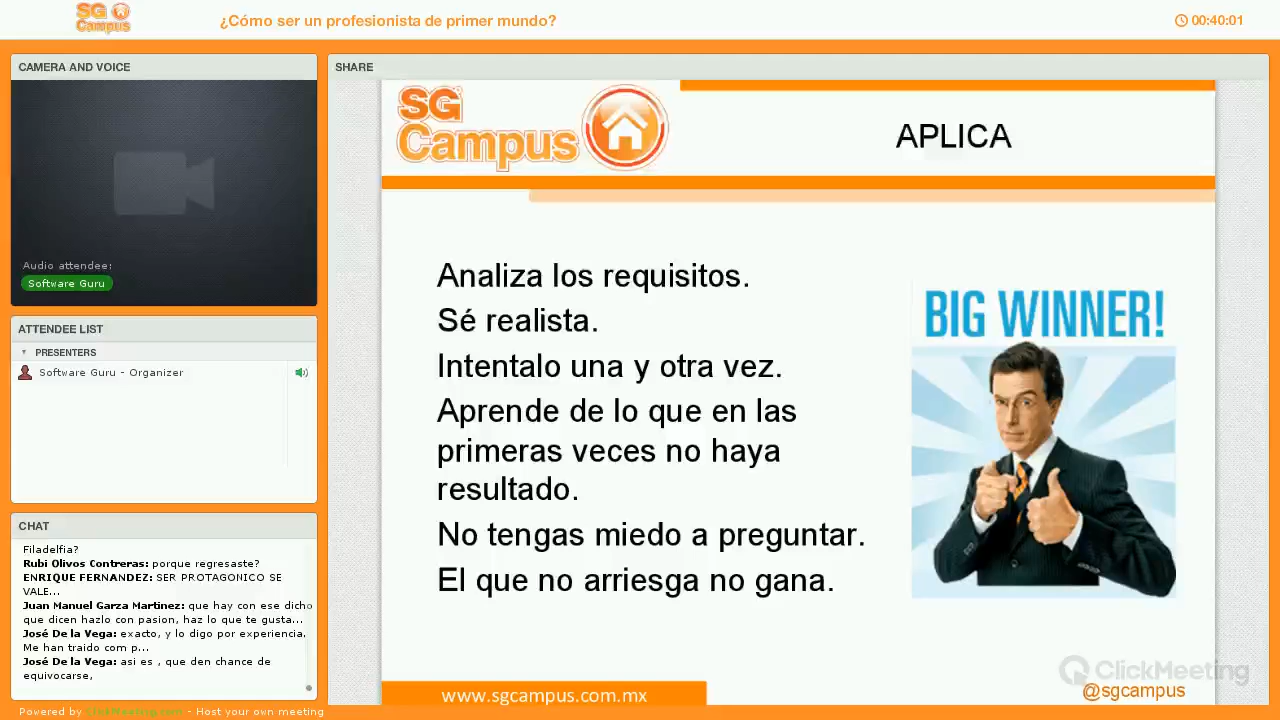 SG
Campus
¿Cómo ser un profesionista de primer mundo?
00:40:01
CAMERA AND VOICE
Audio attendee:
Software Guru
ATTENDEE LIST
PRESENTERS
Software Guru - Organizer
CHAT
Filadelfia?
Rubi Olivos Contreras: porque regresaste?
ENRIQUE FERNANDEZ: SER PROTAGONICO SE
VALE...
Juan Manuel Garza Martinez: que hay con ese dicho
que dicen hazlo con pasion, haz lo que te gusta...
José De la Vega: exacto, y lo digo por experiencia.
Me han traido com p...
José De la Vega: asi es , que den chance de
equivocarse,
Powered by ClickMeeting.com - Host your own meeting
SHARE
SG
Campus
APLICA
Analiza los requisitos.
Sé realista.
Intentalo una y otra vez.
Aprende de lo que en las
primeras veces no haya
resultado.
No tengas miedo a preguntar.
El que no arriesga no gana.
BIG WINNER!
www.sgcampus.com.mx
ClickMeeting
@sgcampus